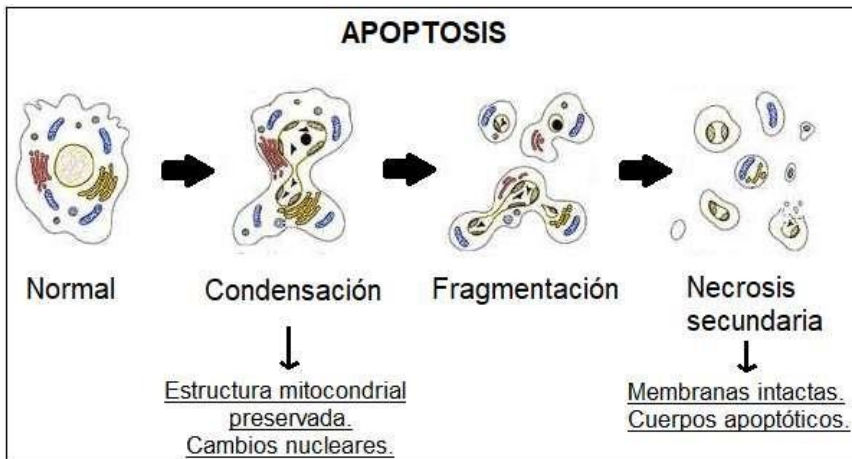 APOPTOSIS
Normal
Condensación
Fragmentación
Necrosis
secundaria
Estructura mitocondrial
preservada.
Cambios nucleares.
Membranas intactas.
Cuerpos apoptóticos.